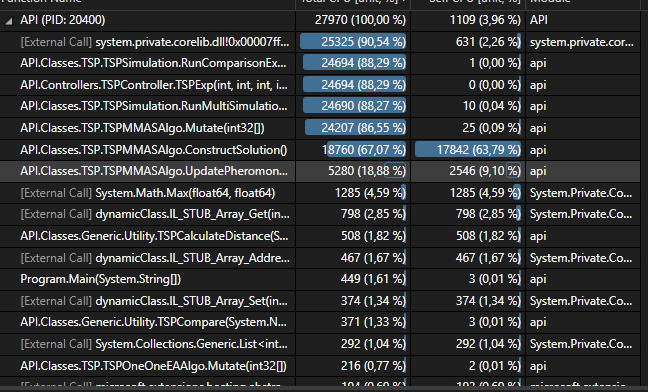 Function Name Total CPU [unit, %] Self CPU [unit, %] Module
API (PID: 20400) 27970 (100,00 %) 1109 (3,96 %) API
[External Call] system.private.corelib.dll!0x00007ff... 25325 (90,54 %) 631 (2,26 %) system.private.cor...
API.Classes.TSP.TSPSimulation.RunComparisonEx... 24694 (88,29 %) 1 (0,00 %) api
API.Controllers.TSPController.TSPExp(int, int, int, i... 24694 (88,29 %) 0 (0,00 %) api
API.Classes.TSP.TSPSimulation.RunMultiSimulatio... 24690 (88,27 %) 10 (0,04 %) api
API.Classes.TSP.TSPMMASAlgo.Mutate(int32[]) 24207 (86,55 %) 25 (0,09 %) api
API.Classes.TSP.TSPMMASAlgo.ConstructSolution() 18760 (67,07 %) 17842 (63,79 %) api
API.Classes.TSP.TSPMMASAlgo.UpdatePheromon... 5280 (18,88 %) 2546 (9,10 %) api
[External Call] System.Math.Max(float64, float64) 1285 (4,59 %) 1285 (4,59 %) System.Private.Co...
[External Call] dynamicClass.IL_STUB_Array_Get(in... 798 (2,85 %) 798 (2,85 %) System.Private.Co...
API.Classes.Generic.Utility.TSPCalculateDistance(S... 508 (1,82 %) 508 (1,82 %) api
[External Call] dynamicClass.IL_STUB_Array_Addre... 467 (1,67 %) 467 (1,67 %) System.Private.Co...
Program.Main(System.String[]) 449 (1,61 %) 3 (0,01 %) api
[External Call] dynamicClass.IL_STUB_Array_Set(in... 374 (1,34 %) 374 (1,34 %) System.Private.Co...
API.Classes.Generic.Utility.TSPCompare(System.N... 371 (1,33 %) 3 (0,01 %) api
[External Call] System.Collections.Generic.List<int... 292 (1,04 %) 292 (1,04 %) System.Private.Co...
API.Classes.TSP.TSPOneOneEAAlgo.Mutate(int32[]) 216 (0,77 %) 2 (0,01 %) api